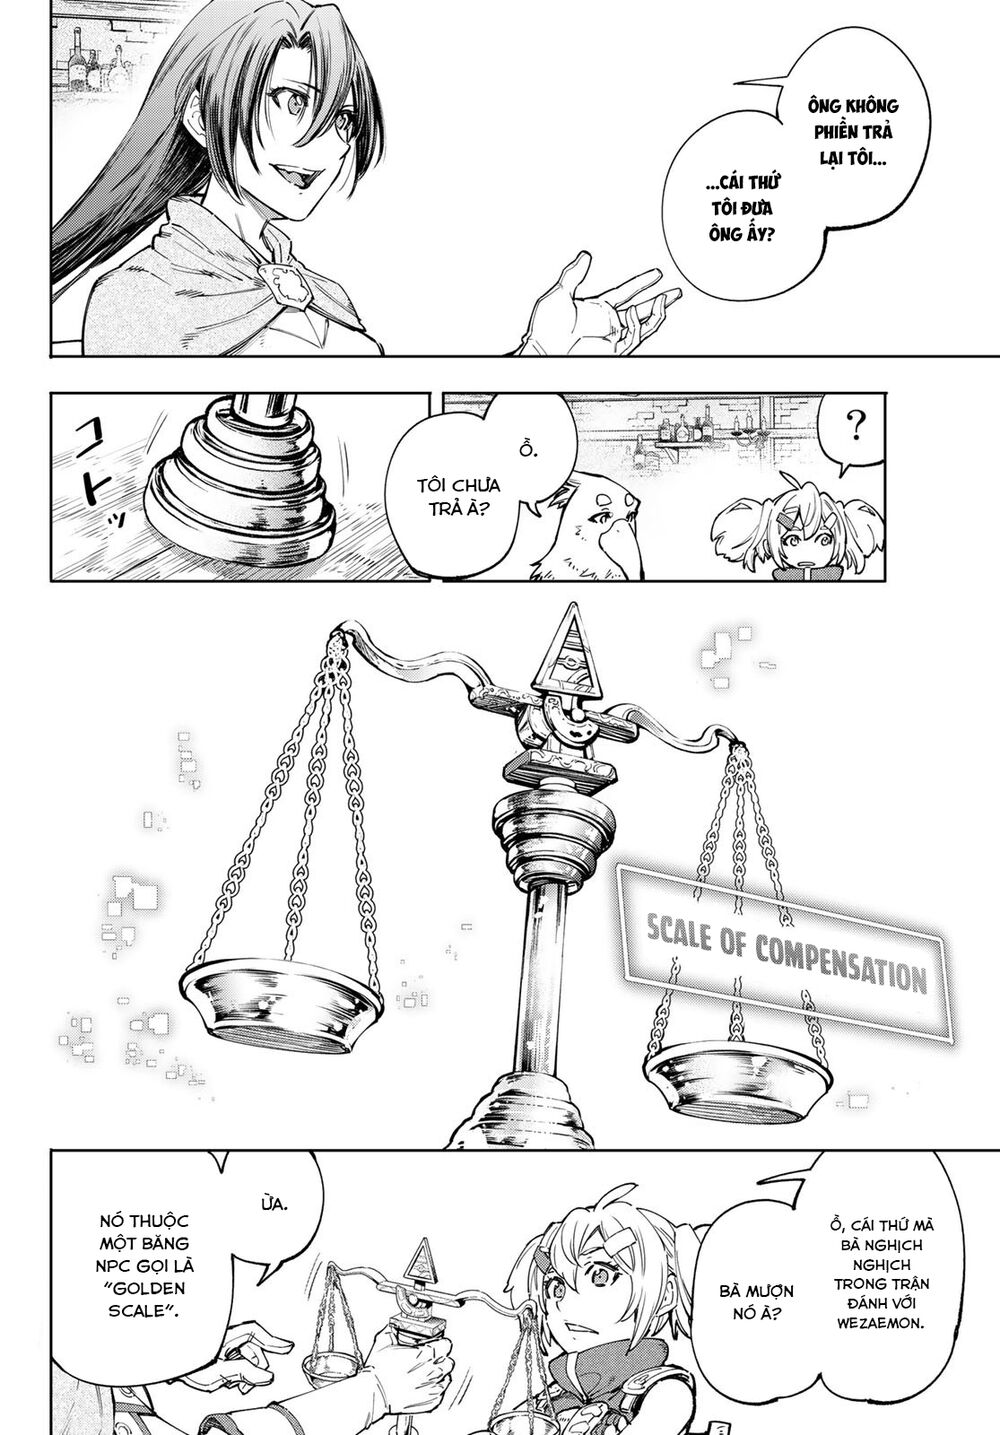 ÔNG KHÔNG
PHIỀN TRẢ
LẠI TÔI...
...CÁI THỨ
TÔI ĐƯA
ÔNG ẤY?
?
Ồ.
TÔI CHƯA
TRẢ À?
コトッ
SCALE OF COMPENSATION
Ồ, CÁI THỨ MÀ
BÀ NGHỊCH
NGHỊCH
TRONG TRẬN
ĐÁNH VỚI
WEZAEMON.
BÀ MƯỢN
NÓ À?
ỪA.
NÓ THUỘC
MỘT BĂNG
NPC GỌI LÀ
“GOLDEN
SCALE”.